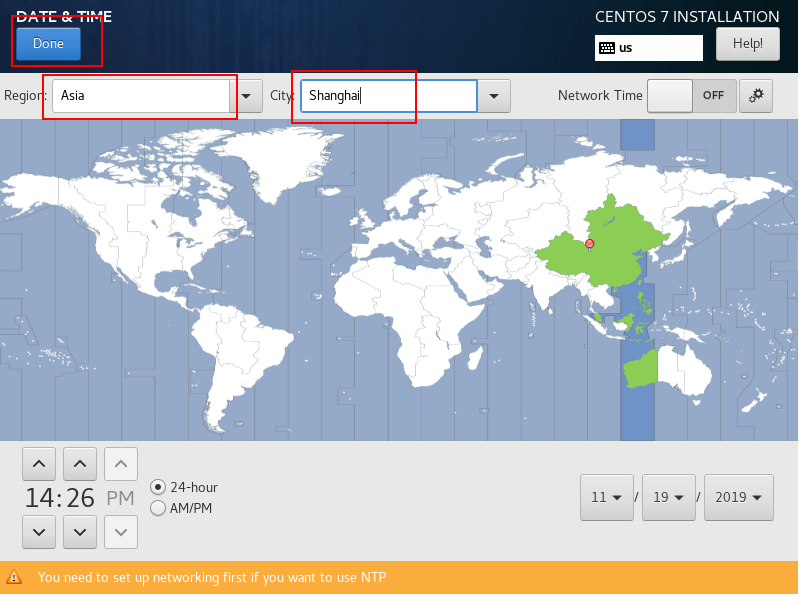 DATE & TIME
CENTOS 7 INSTALLATION
Done
us
Help!
Region:
Asia
City:
Shanghai
Network Time
OFF
14:26 PM
24-hour
AM/PM
11 / 19 / 2019
You need to set up networking first if you want to use NTP